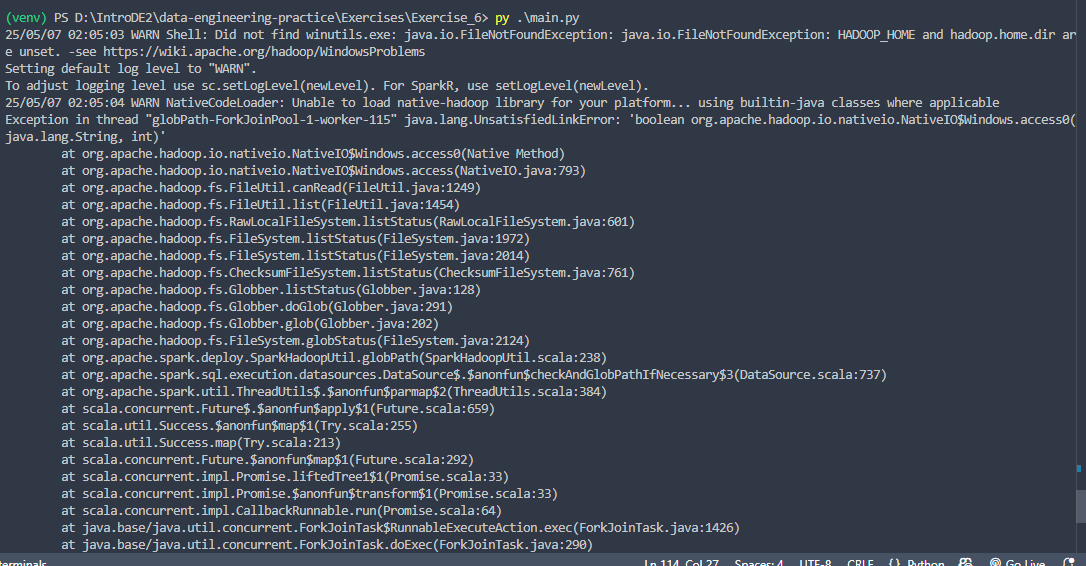 (venv) PS D:\IntroDE2\data-engineering-practice\Exercises\Exercise_6> py .\main.py
25/05/07 02:05:03 WARN Shell: Did not find winutils.exe: java.io.FileNotFoundException: java.io.FileNotFoundException: HADOOP_HOME and hadoop.home.dir ar
e unset. -see https://wiki.apache.org/hadoop/WindowsProblems
Setting default log level to "WARN".
To adjust logging level use sc.setLogLevel(newLevel). For SparkR, use setLogLevel(newLevel).
25/05/07 02:05:04 WARN NativeCodeLoader: Unable to load native-hadoop library for your platform... using builtin-java classes where applicable
Exception in thread "globPath-ForkJoinPool-1-worker-115" java.lang.UnsatisfiedLinkError: 'boolean org.apache.hadoop.io.nativeio.NativeIO$Windows.access0(
java.lang.String, int)'
        at org.apache.hadoop.io.nativeio.NativeIO$Windows.access0(Native Method)
        at org.apache.hadoop.io.nativeio.NativeIO$Windows.access(NativeIO.java:793)
        at org.apache.hadoop.fs.FileUtil.canRead(FileUtil.java:1249)
        at org.apache.hadoop.fs.FileUtil.list(FileUtil.java:1454)
        at org.apache.hadoop.fs.RawLocalFileSystem.listStatus(RawLocalFileSystem.java:601)
        at org.apache.hadoop.fs.FileSystem.listStatus(FileSystem.java:1972)
        at org.apache.hadoop.fs.FileSystem.listStatus(FileSystem.java:2014)
        at org.apache.hadoop.fs.ChecksumFileSystem.listStatus(ChecksumFileSystem.java:761)
        at org.apache.hadoop.fs.Globber.listStatus(Globber.java:128)
        at org.apache.hadoop.fs.Globber.doGlob(Globber.java:291)
        at org.apache.hadoop.fs.Globber.glob(Globber.java:202)
        at org.apache.hadoop.fs.FileSystem.globStatus(FileSystem.java:2124)
        at org.apache.spark.deploy.SparkHadoopUtil.globPath(SparkHadoopUtil.scala:238)
        at org.apache.spark.sql.execution.datasources.DataSource$.$anonfun$checkAndGlobPathIfNecessary$3(DataSource.scala:737)
        at org.apache.spark.util.ThreadUtils$.$anonfun$parmap$2(ThreadUtils.scala:384)
        at scala.concurrent.Future$.$anonfun$apply$1(Future.scala:659)
        at scala.util.Success.$anonfun$map$1(Try.scala:255)
        at scala.util.Success.map(Try.scala:213)
        at scala.concurrent.Future.$anonfun$map$1(Future.scala:292)
        at scala.concurrent.impl.Promise.liftedTree1$1(Promise.scala:33)
        at scala.concurrent.impl.Promise.$anonfun$transform$1(Promise.scala:33)
        at scala.concurrent.impl.CallbackRunnable.run(Promise.scala:64)
        at java.base/java.util.concurrent.ForkJoinTask$RunnableExecuteAction.exec(ForkJoinTask.java:1426)
        at java.base/java.util.concurrent.ForkJoinTask.doExec(ForkJoinTask.java:290)
terminals Ln 114, Col 27 Spaces: 4 UTF-8 CRLF { } Python Go Live